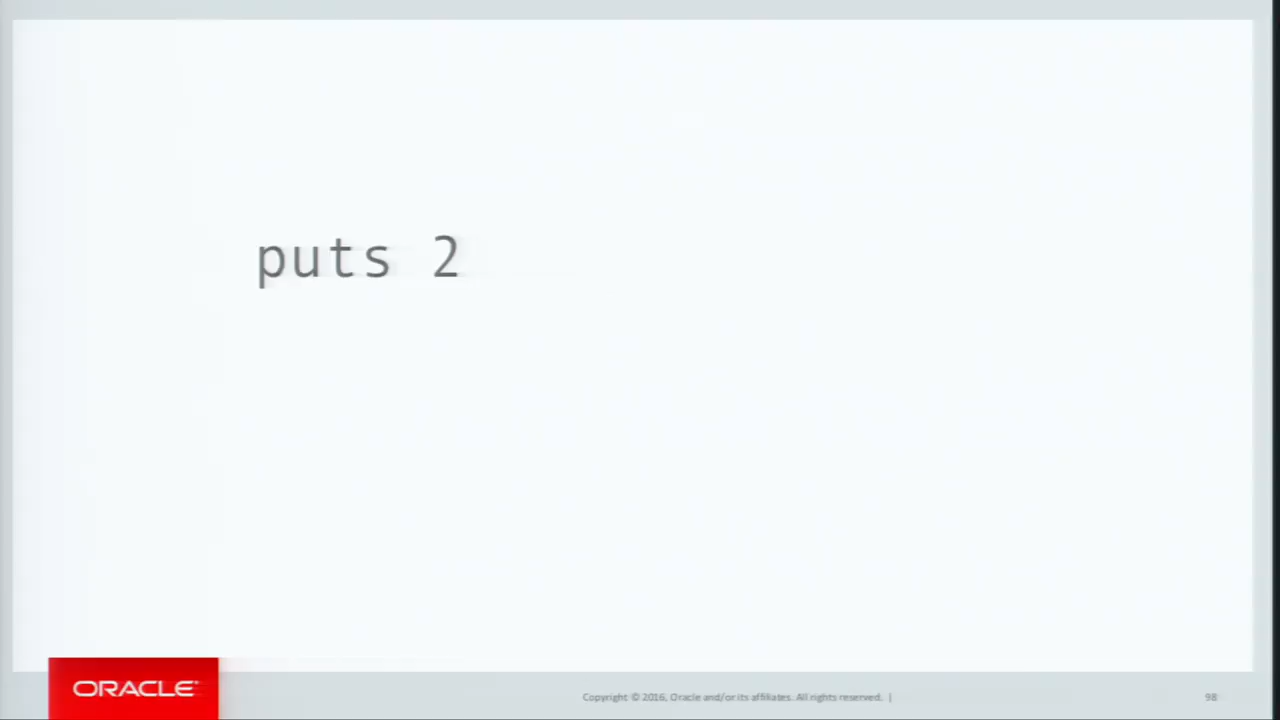 puts 2
ORACLE
Copyright © 2016, Oracle and/or its affiliates. All rights reserved. |
98